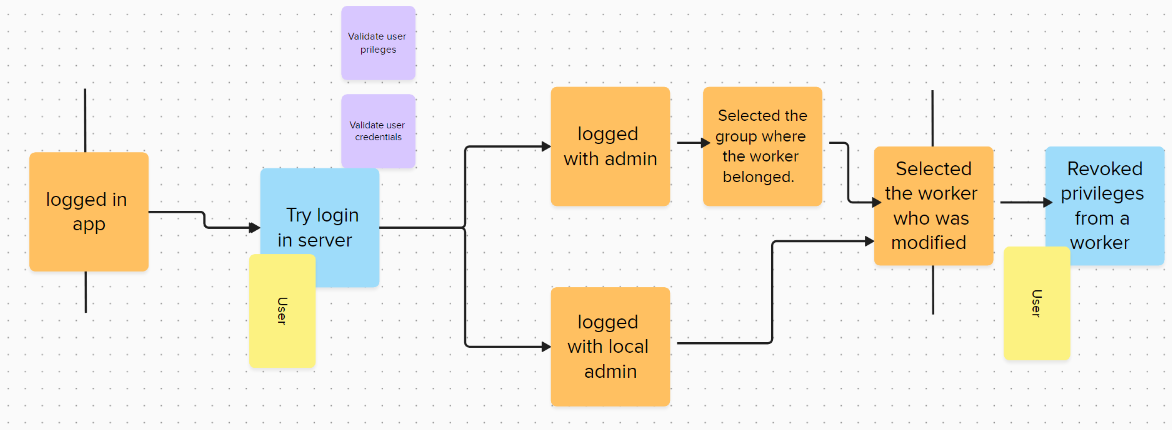 Validate user
prileges
Validate user
credentials
logged in
app
Try login
in server
User
logged
with admin
Selected the
group where
the worker
belonged.
logged
with local
admin
Selected
the worker
who was
modified
Revoked
privileges
from a
worker
User